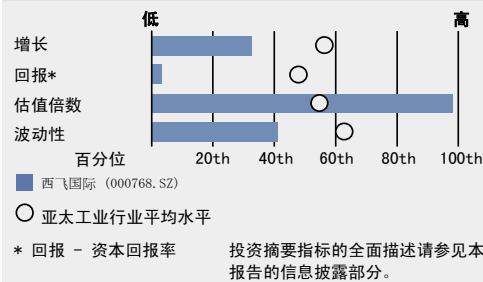 低 高
增长
回报*
估值倍数
波动性
百分位 20th 40th 60th 80th 100th
西飞国际 (000768.SZ)
亚太工业行业平均水平
* 回报 - 资本回报率 投资摘要指标的全面描述请参见本
报告的信息披露部分。